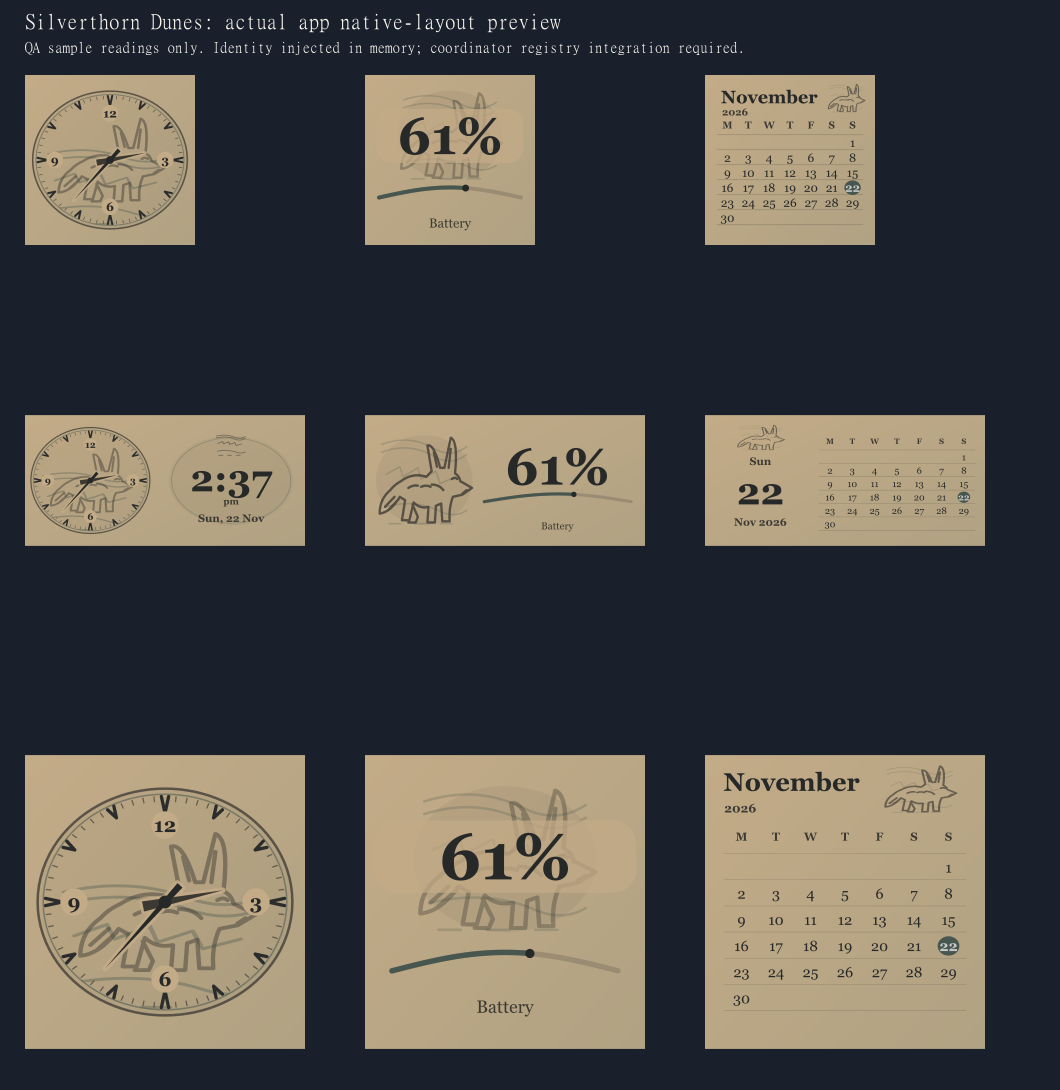 Silverthorn Dunes: actual app native-layout preview
QA sample readings only. Identity injected in memory; coordinator registry integration required.
12
9
3
6
61%
Battery
November
2026
M T W T F S S
1
2 3 4 5 6 7 8
9 10 11 12 13 14 15
16 17 18 19 20 21 22
23 24 25 26 27 28 29
30
12
9
3
6
2:37
pm
Sun, 22 Nov
61%
Battery
Sun
22
Nov 2026
M T W T F S S
1
2 3 4 5 6 7 8
9 10 11 12 13 14 15
16 17 18 19 20 21 22
23 24 25 26 27 28 29
30
12
9
3
6
61%
Battery
November
2026
M T W T F S S
1
2 3 4 5 6 7 8
9 10 11 12 13 14 15
16 17 18 19 20 21 22
23 24 25 26 27 28 29
30